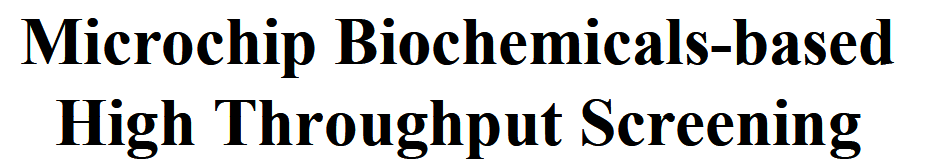 Microchip Biochemicals-based
High Throughput Screening